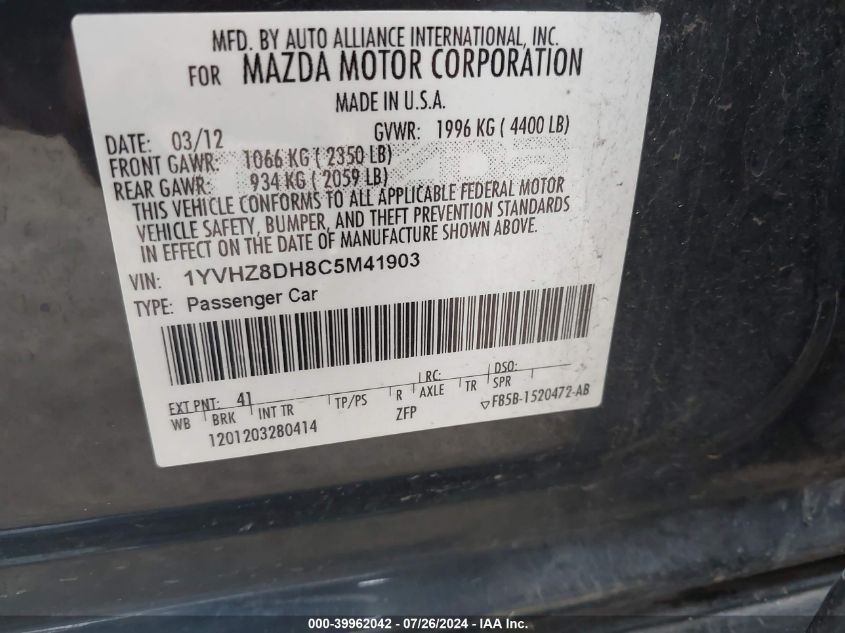 MFD. BY AUTO ALLIANCE INTERNATIONAL, INC.
FOR MAZDA MOTOR CORPORATION
MADE IN U.S.A.
DATE: 03/12 GVWR: 1996 KG ( 4400 LB)
FRONT GAWR: 1066 KG ( 2350 LB)
REAR GAWR: 934 KG ( 2059 LB)
THIS VEHICLE CONFORMS TO ALL APPLICABLE FEDERAL MOTOR
VEHICLE SAFETY, BUMPER, AND THEFT PREVENTION STANDARDS
IN EFFECT ON THE DATE OF MANUFACTURE SHOWN ABOVE.
VIN: 1YVHZ8DH8C5M41903
TYPE: Passenger Car
EXT PNT: 41 RC: DSO:
WB BRK INT TR TP/PS R AXLE TR SPR
1201203280414 ZFP ▽FB5B-1520472-AB
000-39962042 - 07/26/2024 - IAA Inc.